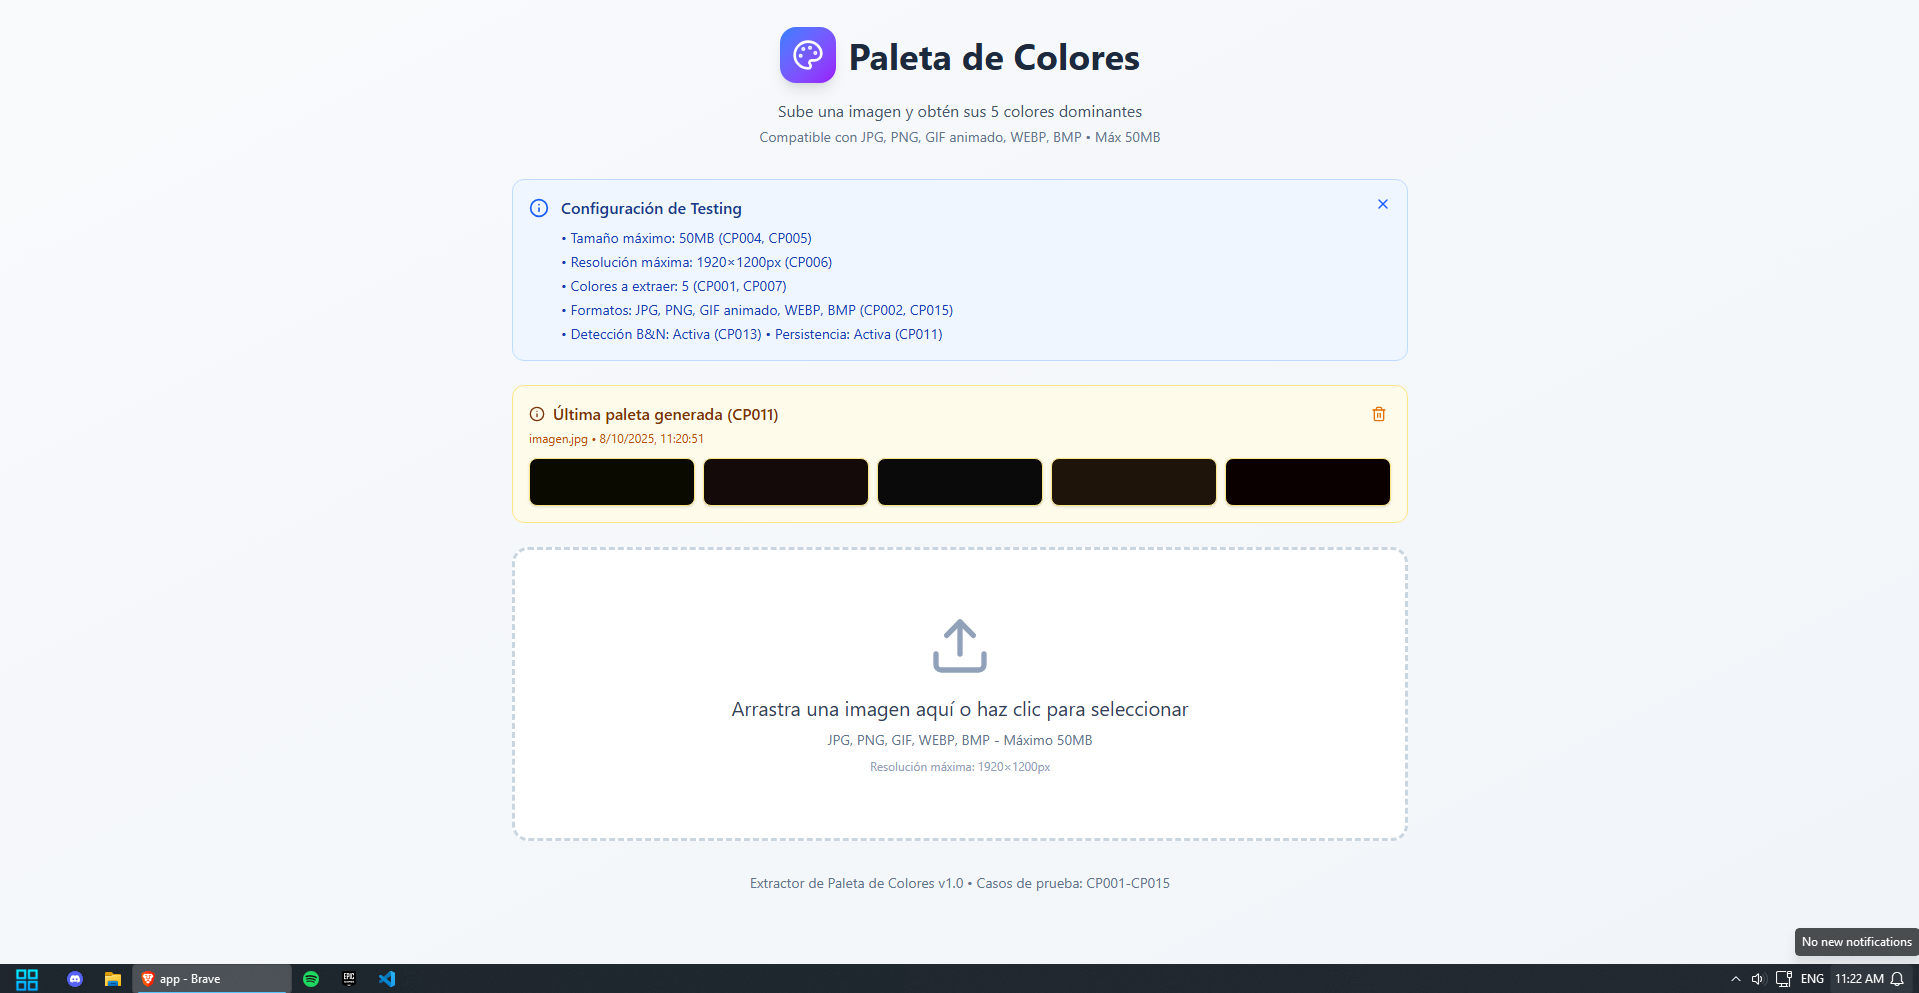 Paleta de Colores
Sube una imagen y obtén sus 5 colores dominantes
Compatible con JPG, PNG, GIF animado, WEBP, BMP • Máx 50MB
Configuración de Testing
• Tamaño máximo: 50MB (CP004, CP005)
• Resolución máxima: 1920×1200px (CP006)
• Colores a extraer: 5 (CP001, CP007)
• Formatos: JPG, PNG, GIF animado, WEBP, BMP (CP002, CP015)
• Detección B&N: Activa (CP013) • Persistencia: Activa (CP011)
Última paleta generada (CP011)
imagen.jpg • 8/10/2025, 11:20:51
Arrastra una imagen aquí o haz clic para seleccionar
JPG, PNG, GIF, WEBP, BMP - Máximo 50MB
Resolución máxima: 1920×1200px
Extractor de Paleta de Colores v1.0 • Casos de prueba: CP001-CP015
No new notifications
app - Brave
EPIC
ENG
11:22 AM